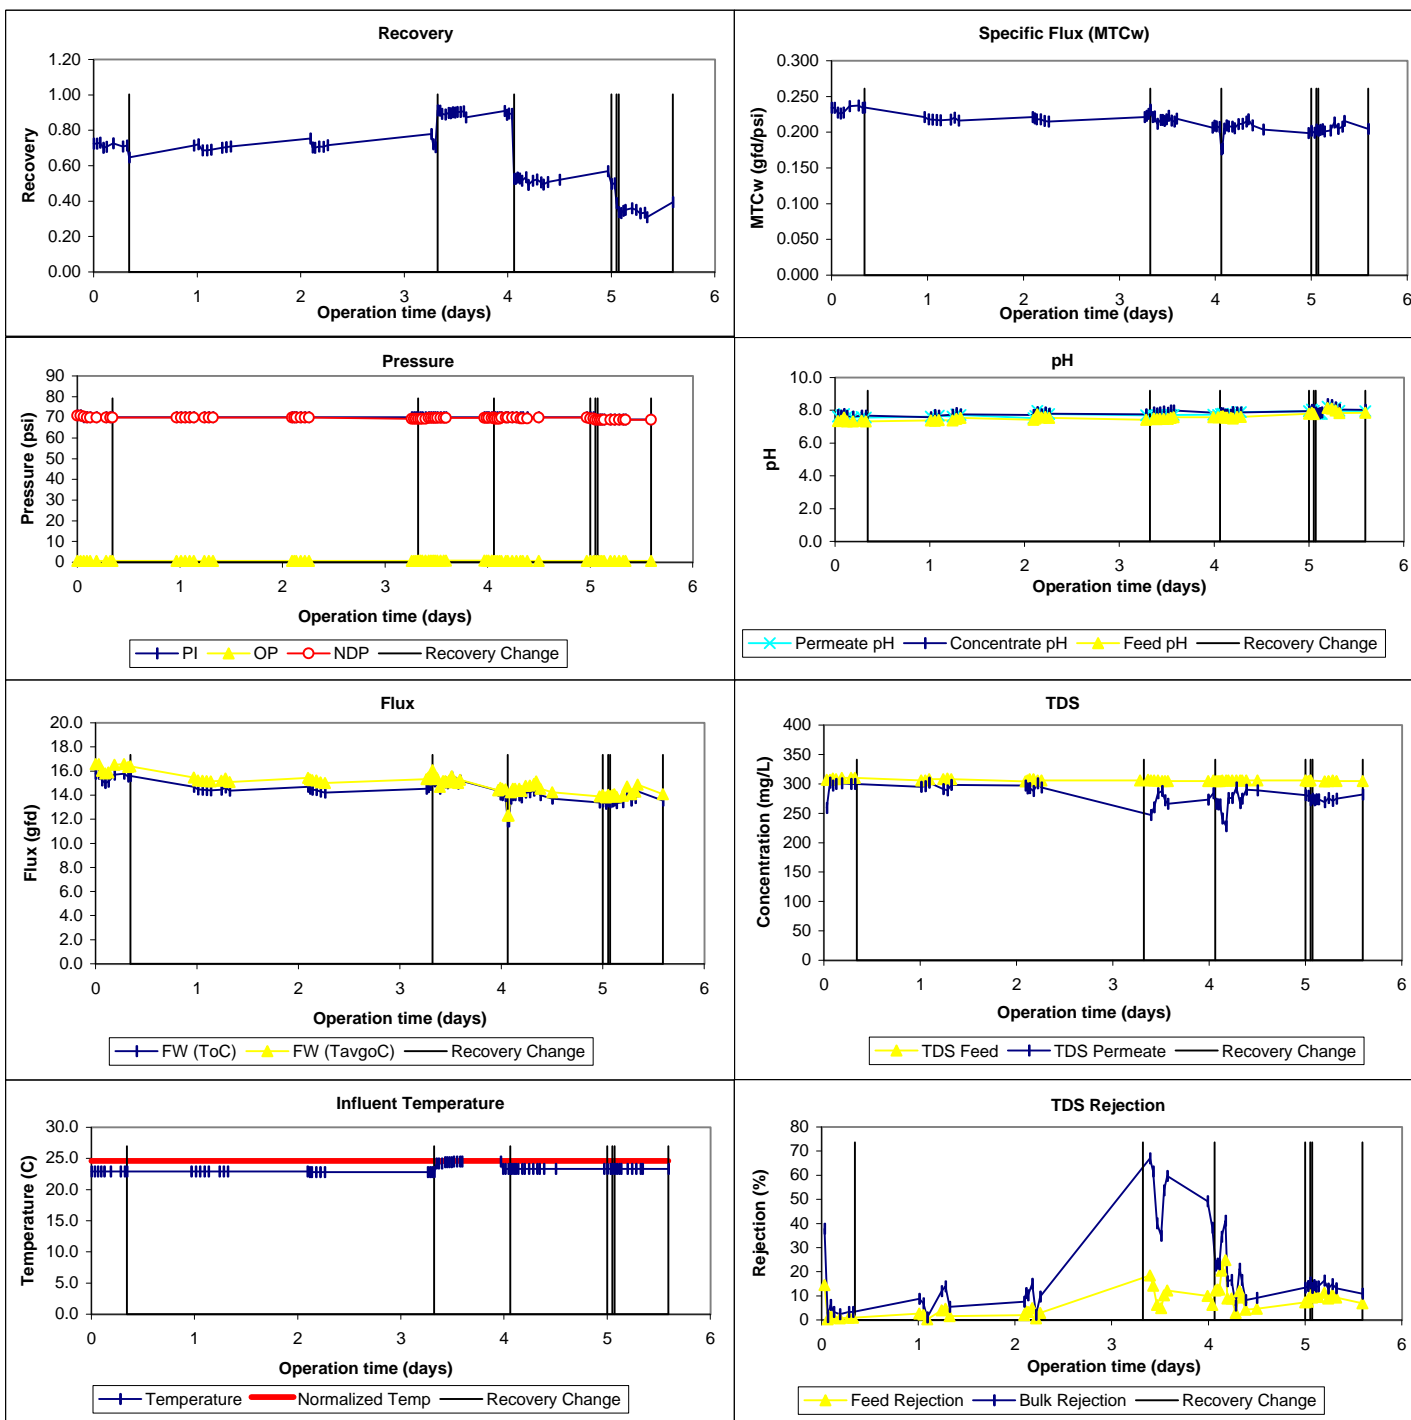 Recovery
1.20
1.00
0.80
0.60
0.40
0.20
0.00
Recovery
0 1 2 3 4 5 6
Operation time (days)
Specific Flux (MTCw)
0.300
0.250
0.200
0.150
0.100
0.050
0.000
MTCw (gfd/psi)
0 1 2 3 4 5 6
Operation time (days)
Pressure
90
80
70
60
50
40
30
20
10
0
Pressure (psi)
0 1 2 3 4 5 6
Operation time (days)
PI OP NDP Recovery Change
pH
10.0
8.0
6.0
4.0
2.0
0.0
pH
0 1 2 3 4 5 6
Operation time (days)
Permeate pH Concentrate pH Feed pH Recovery Change
Flux
20.0
18.0
16.0
14.0
12.0
10.0
8.0
6.0
4.0
2.0
0.0
Flux (gfd)
0 1 2 3 4 5 6
Operation time (days)
FW (ToC) FW (TavgoC) Recovery Change
TDS
400
350
300
250
200
150
100
50
0
Concentration (mg/L)
0 1 2 3 4 5 6
Operation time (days)
TDS Feed TDS Permeate Recovery Change
Influent Temperature
30.0
25.0
20.0
15.0
10.0
5.0
0.0
Temperature (C)
0 1 2 3 4 5 6
Operation time (days)
Temperature Normalized Temp Recovery Change
TDS Rejection
80
70
60
50
40
30
20
10
0
Rejection (%)
0 1 2 3 4 5 6
Operation time (days)
Feed Rejection Bulk Rejection Recovery Change